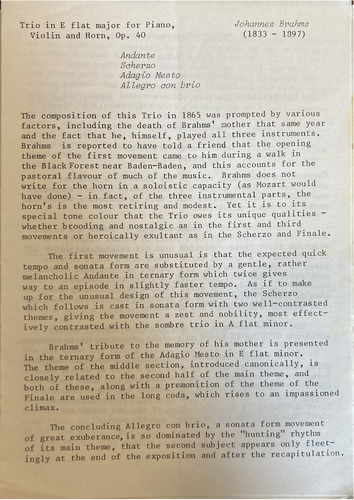 Trio in E flat major for Piano, Johannes Brahms
Violin and Horn, Op. 40 (1833 - 1897)
Andante
Scherzo
Adagio Mesto
Allegro con brio
The composition of this Trio in 1865 was prompted by various
factors, including the death of Brahms' mother that same year
and the fact that he, himself, played all three instruments.
Brahms is reported to have told a friend that the opening
theme of the first movement came to him during a walk in
the Black Forest near Baden-Baden, and this accounts for the
pastoral flavour of much of the music. Brahms does not
write for the horn in a soloistic capacity (as Mozart would
have done) - in fact, of the three instrumental parts, the
horn's is the most retiring and modest. Yet it is to its
special tone colour that the Trio owes its unique qualities -
whether brooding and nostalgic as in the first and third
movements or heroically exultant as in the Scherzo and Finale.
The first movement is unusual in that the expected quick
tempo and sonata form are substituted by a gentle, rather
melancholic Andante in ternary form which twice gives
way to an episode in slightly faster tempo. As if to make
up for the unusual design of this movement, the Scherzo
which follows is cast in sonata form with two well-contrasted
themes, giving the movement a zest and nobility, most effect-
ively contrasted with the sombre trio in A flat minor.
Brahms' tribute to the memory of his mother is presented
in the ternary form of the Adagio Mesto in E flat minor.
The theme of the middle section, introduced canonically, is
closely related to the second half of the main theme, and
both of these, along with a premonition of the theme of the
Finale are used in the long coda, which rises to an impassioned
climax.
The concluding Allegro con brio, a sonata form movement
of great exuberance, is so dominated by the "hunting" rhythm
of its main theme, that the second subject appears only fleet-
ingly at the end of the exposition and after the recapitulation.